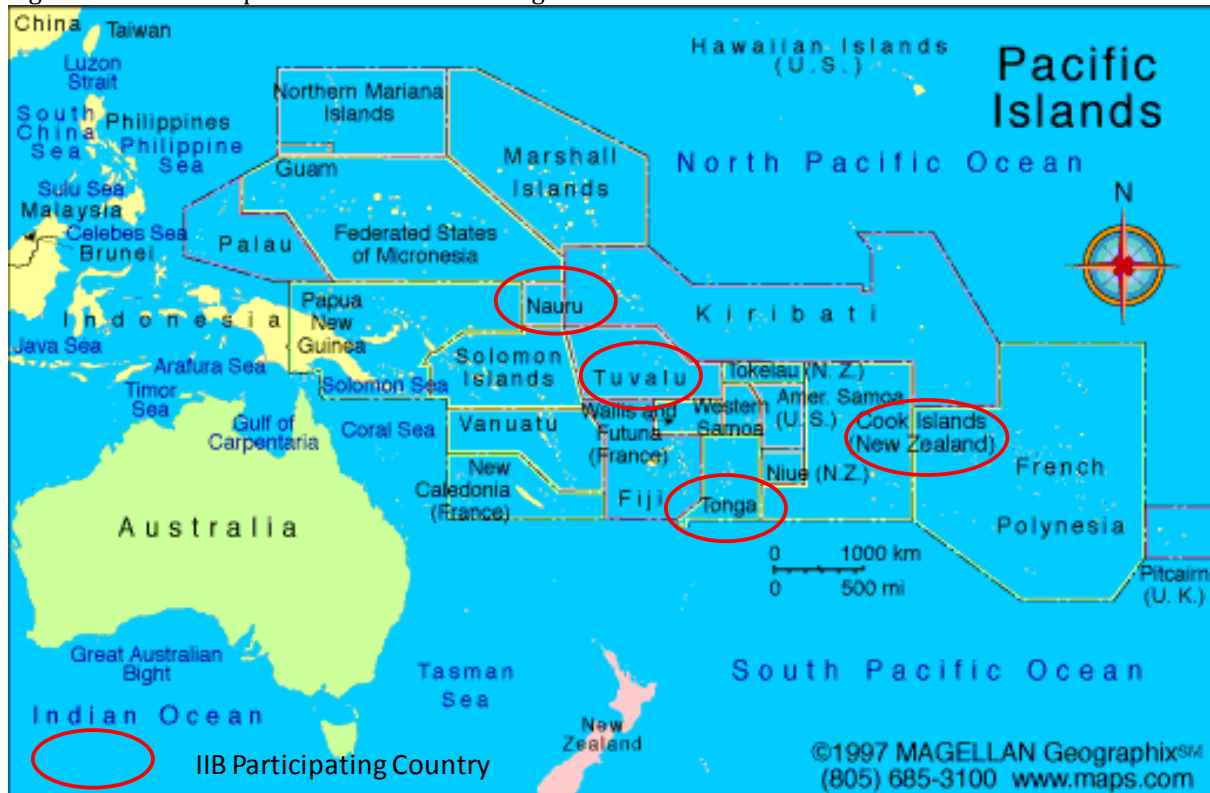 China
Taiwan
Luzon
Strait
Hawaiian Islands
(U.S.)
Pacific
Islands
South
China
Sea
Philippines
Philippine
Sea
Northern Mariana
Islands
Guam
Marshall
Islands
North Pacific Ocean
N
Sulu Sea
Malaysia
Celebes Sea
Brunei
Palau
Federated States
of Micronesia
Indonesia
Papua
New
Guinea
Nauru
Kiribati
Java Sea
Arafura Sea
Timor
Sea
Solomon Sea
Solomon
Islands
Tuvalu
Tokelau (N. Z.)
Gulf of
Carpentaria
Coral Sea
Vanuatu
Wallis and
Futuna
(France)
Western
Samoa
Amer. Samoa
(U.S.)
Cook Islands
(New Zealand)
New
Caledonia
(France)
Fiji
Tonga
Niue (N.Z.)
French
Polynesia
Australia
0 1000 km
0 500 mi
Pitcairn
(U. K.)
Great Australian
Bight
Tasman
Sea
South Pacific Ocean
Indian Ocean
New
Zealand
IIB Participating Country
©1997 MAGELLAN Geographix℠
(805) 685-3100 www.maps.com